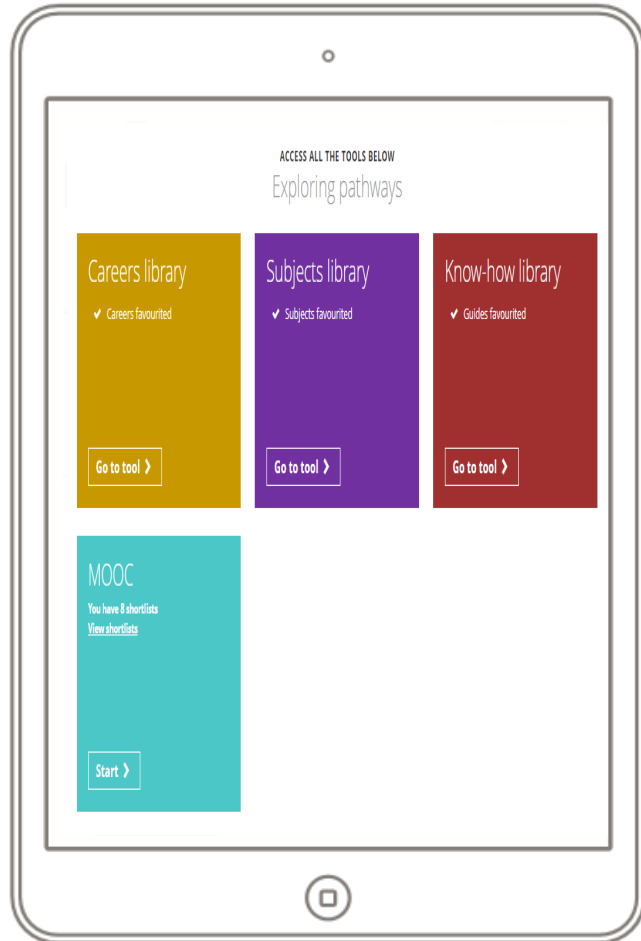 ACCESS ALL THE TOOLS BELOW
Exploring pathways
Careers library
✓ Careers favourited
Go to tool ❯
Subjects library
✓ Subjects favourited
Go to tool ❯
Know-how library
✓ Guides favourited
Go to tool ❯
MOOC
You have 8 shortlists
View shortlists
Start ❯